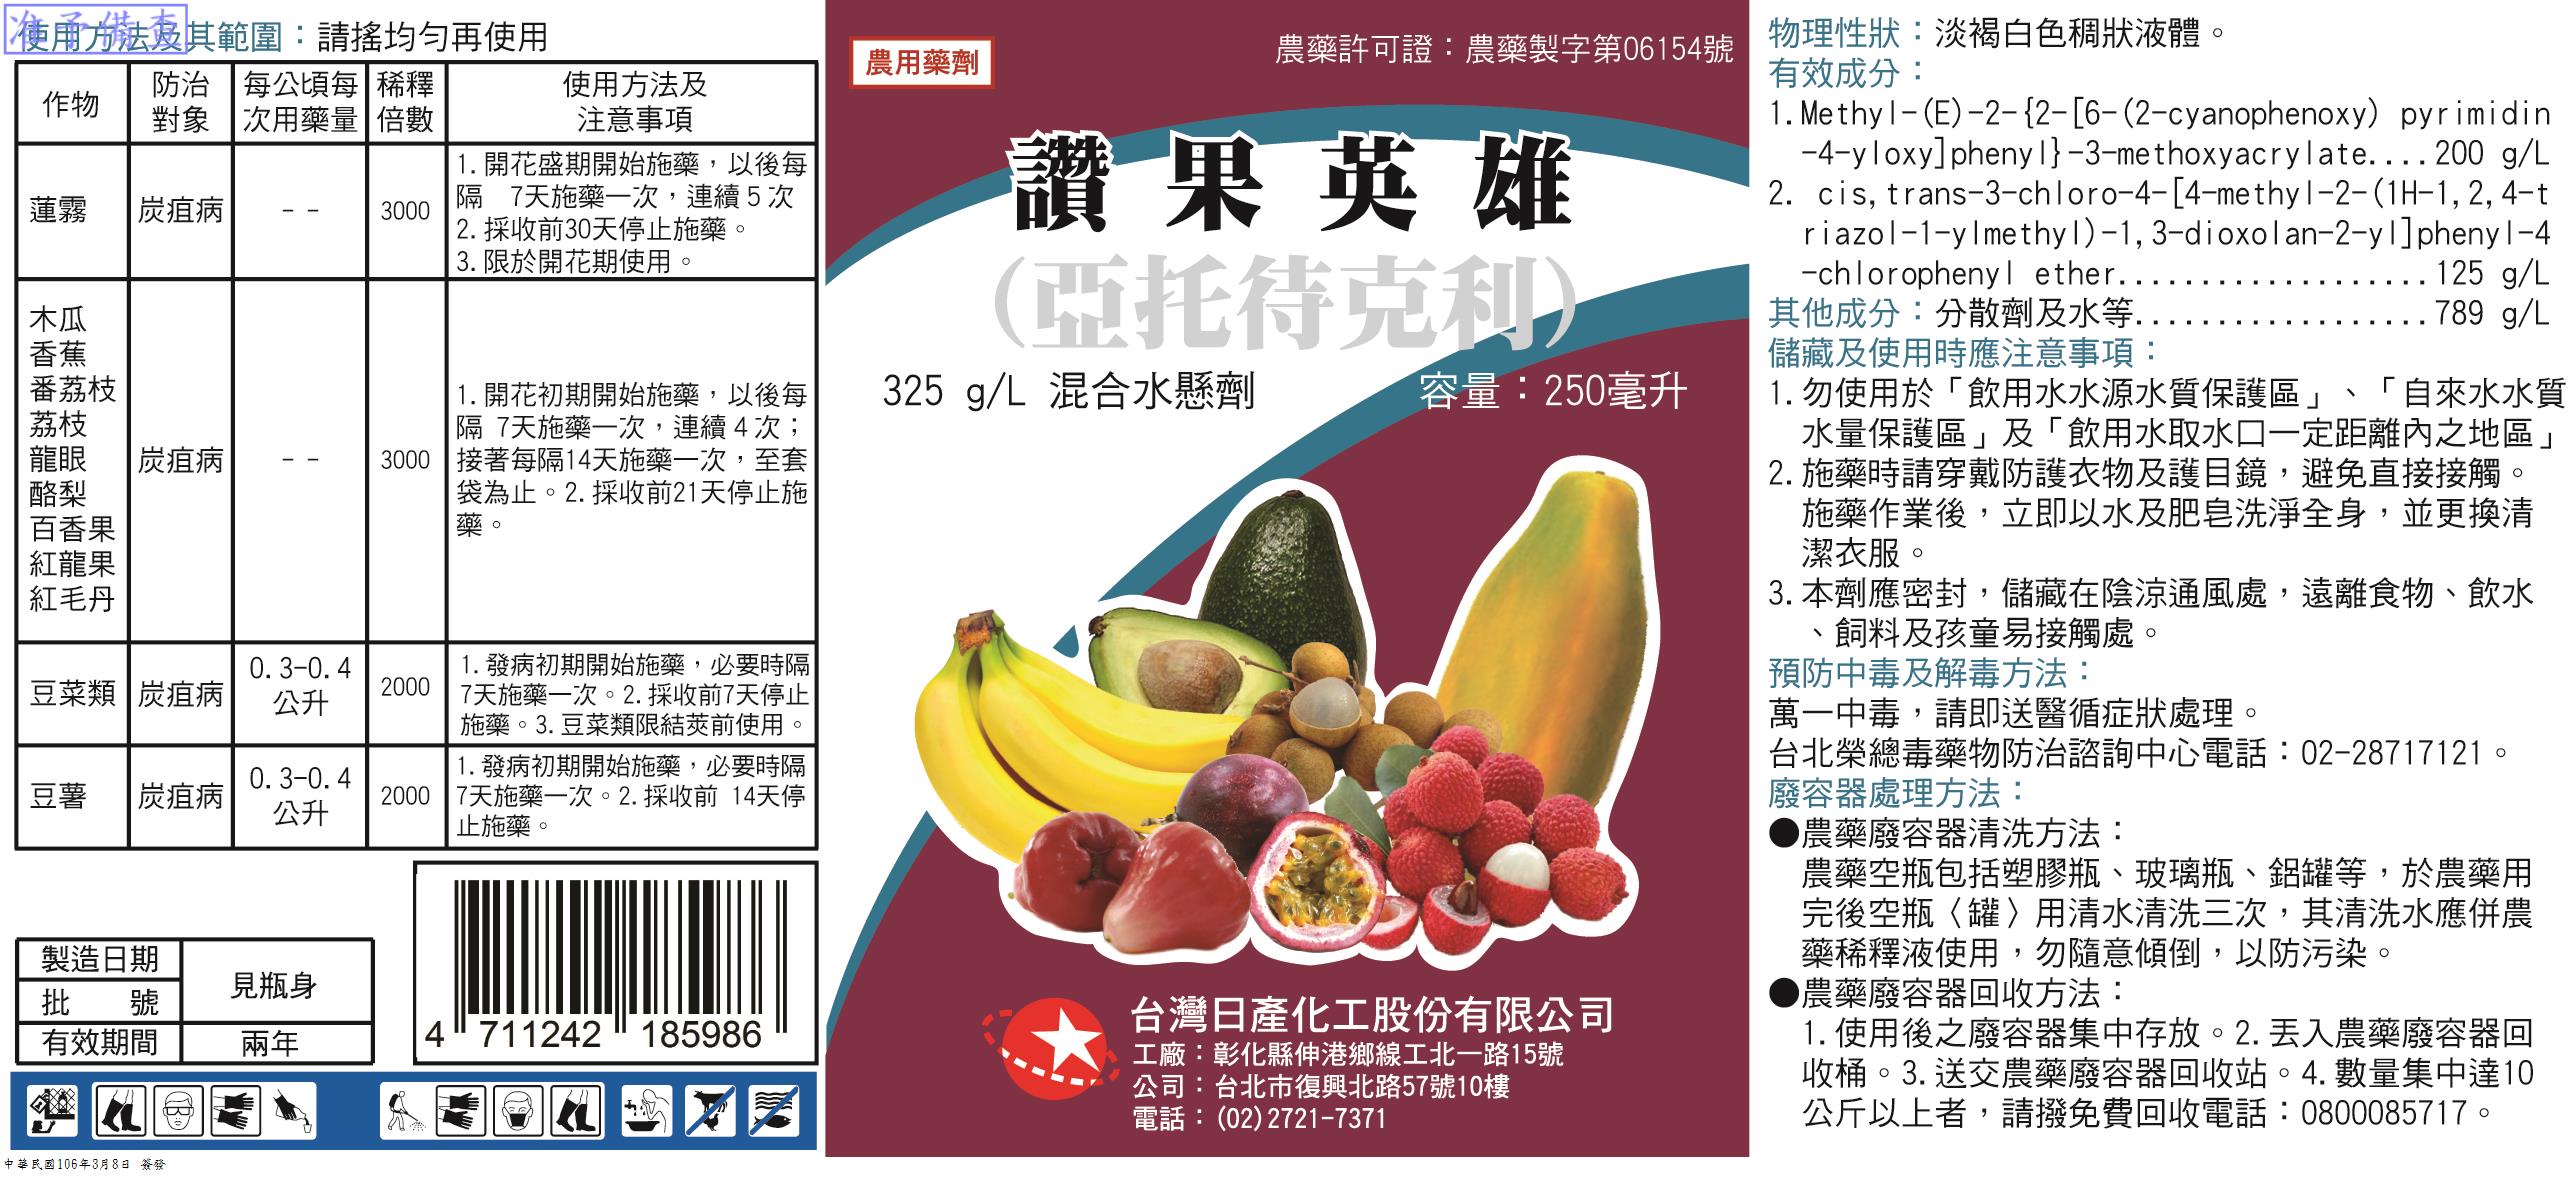 准予備查
使用方法及其範圍：請搖均勻再使用
作物
防治
對象
每公頃每
次用藥量
稀釋
倍數
使用方法及
注意事項
蓮霧
炭疽病
--
3000
1.開花盛期開始施藥，以後每
隔 7天施藥一次，連續5次
2.採收前30天停止施藥。
3.限於開花期使用。
木瓜
香蕉
番荔枝
荔枝
龍眼
酪梨
百香果
紅龍果
紅毛丹
炭疽病
--
3000
1.開花初期開始施藥，以後每
隔 7天施藥一次，連續4次；
接著每隔14天施藥一次，至套
袋為止。2.採收前21天停止施
藥。
豆菜類
炭疽病
0.3-0.4
公升
2000
1.發病初期開始施藥，必要時隔
7天施藥一次。2.採收前7天停止
施藥。3.豆菜類限結莢前使用。
豆薯
炭疽病
0.3-0.4
公升
2000
1.發病初期開始施藥，必要時隔
7天施藥一次。2.採收前 14天停
止施藥。
製造日期
批 號
見瓶身
有效期間
兩年
4 711242 185986
中華民國106年3月8日 簽發
農用藥劑
農藥許可證：農藥製字第06154號
讚果英雄
(亞托待克利)
325 g/L 混合水懸劑
容量：250毫升
台灣日產化工股份有限公司
工廠：彰化縣伸港鄉線工北一路15號
公司：台北市復興北路57號10樓
電話：(02)2721-7371
物理性狀：淡褐白色稠狀液體。
有效成分：
1.Methyl-(E)-2-{2-[6-(2-cyanophenoxy) pyrimidin
-4-yloxy]phenyl}-3-methoxyacrylate....200 g/L
2. cis,trans-3-chloro-4-[4-methyl-2-(1H-1,2,4-t
riazol-1-ylmethyl)-1,3-dioxolan-2-yl]phenyl-4
-chlorophenyl ether...................125 g/L
其他成分：分散劑及水等..................789 g/L
儲藏及使用時應注意事項：
1.勿使用於「飲用水水源水質保護區」、「自來水水質
水量保護區」及「飲用水取水口一定距離內之地區」
2.施藥時請穿戴防護衣物及護目鏡，避免直接接觸。
施藥作業後，立即以水及肥皂洗淨全身，並更換清
潔衣服。
3.本劑應密封，儲藏在陰涼通風處，遠離食物、飲水
、飼料及孩童易接觸處。
預防中毒及解毒方法：
萬一中毒，請即送醫循症狀處理。
台北榮總毒藥物防治諮詢中心電話：02-28717121。
廢容器處理方法：
●農藥廢容器清洗方法：
農藥空瓶包括塑膠瓶、玻璃瓶、鋁罐等，於農藥用
完後空瓶〈罐〉用清水清洗三次，其清洗水應併農
藥稀釋液使用，勿隨意傾倒，以防污染。
●農藥廢容器回收方法：
1.使用後之廢容器集中存放。2.丟入農藥廢容器回
收桶。3.送交農藥廢容器回收站。4.數量集中達10
公斤以上者，請撥免費回收電話：0800085717。